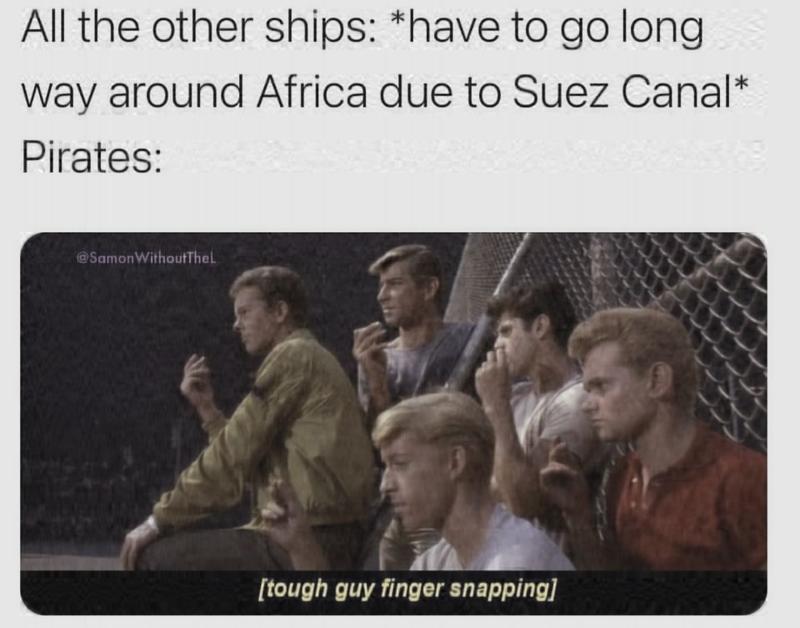 All the other ships: *have to go long
way around Africa due to Suez Canal*
Pirates:
@SamonWithoutTheL
[tough guy finger snapping]